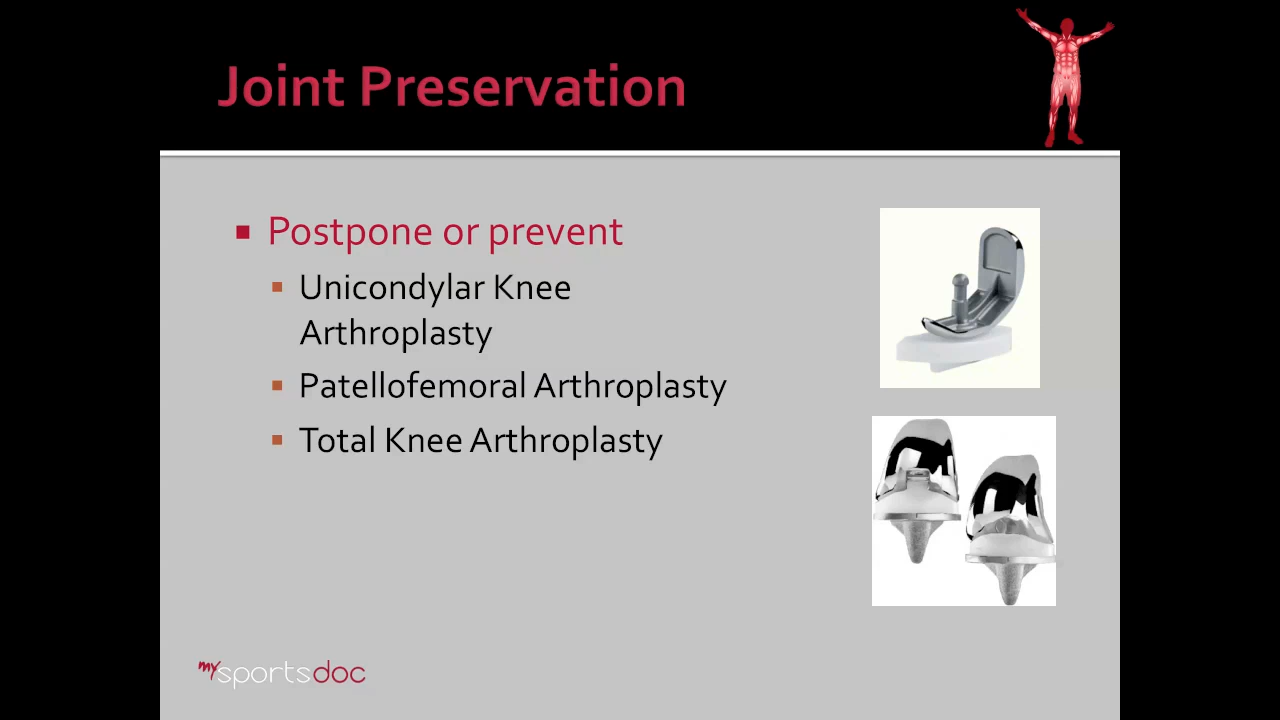 Joint Preservation
Postpone or prevent
Unicondylar Knee
Arthroplasty
Patellofemoral Arthroplasty
Total Knee Arthroplasty
mysportsdoc